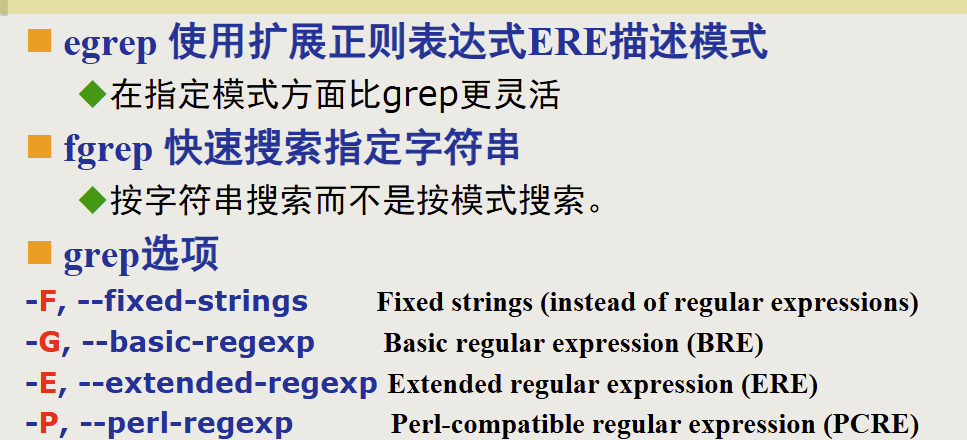 egrep 使用扩展正则表达式ERE描述模式
在指定模式方面比grep更灵活
fgrep 快速搜索指定字符串
按字符串搜索而不是按模式搜索。
grep选项
-F, --fixed-strings Fixed strings (instead of regular expressions)
-G, --basic-regexp Basic regular expression (BRE)
-E, --extended-regexp Extended regular expression (ERE)
-P, --perl-regexp Perl-compatible regular expression (PCRE)